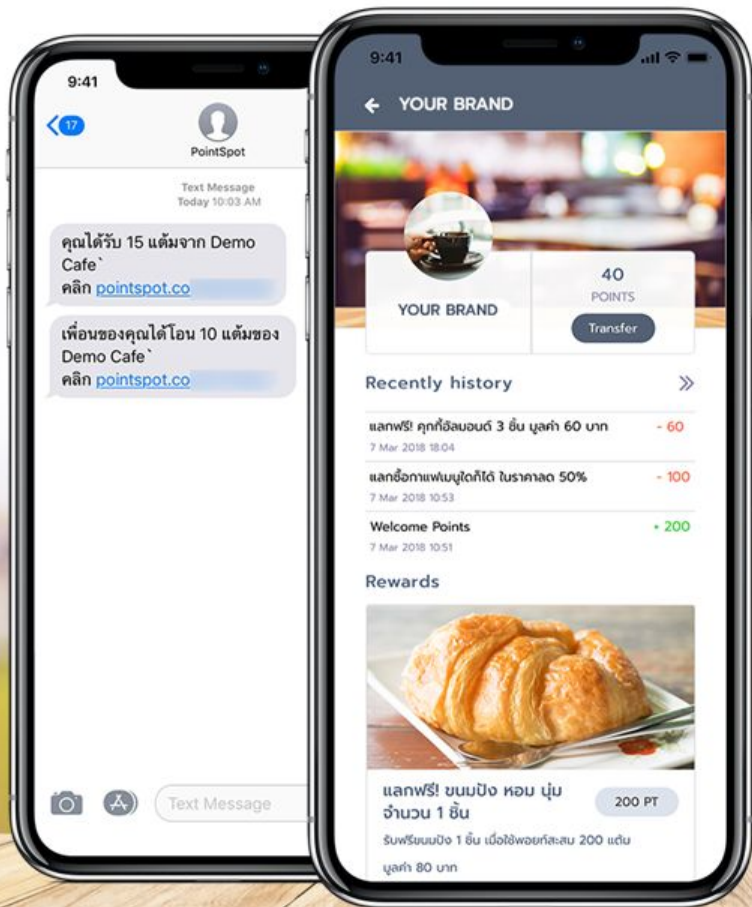 9:41
17
PointSpot
Text Message
Today 10:03 AM
คุณได้รับ 15 แต้มจาก Demo
Cafe`
คลิก pointspot.co
เพื่อนของคุณได้โอน 10 แต้มของ
Demo Cafe`
คลิก pointspot.co
Text Message
9:41
YOUR BRAND
YOUR BRAND
40
POINTS
Transfer
Recently history
แลกฟรี! คุกกี้อัลมอนด์ 3 ชิ้น มูลค่า 60 บาท - 60
7 Mar 2018 18:04
แลกซื้อกาแฟเมนูใดก็ได้ ในราคาลด 50% - 100
7 Mar 2018 10:53
Welcome Points + 200
7 Mar 2018 10:51
Rewards
แลกฟรี! ขนมปัง หอม นุ่ม
จำนวน 1 ชิ้น
200 PT
รับฟรีขนมปัง 1 ชิ้น เมื่อใช้พอยท์สะสม 200 แต้ม
มูลค่า 80 บาท